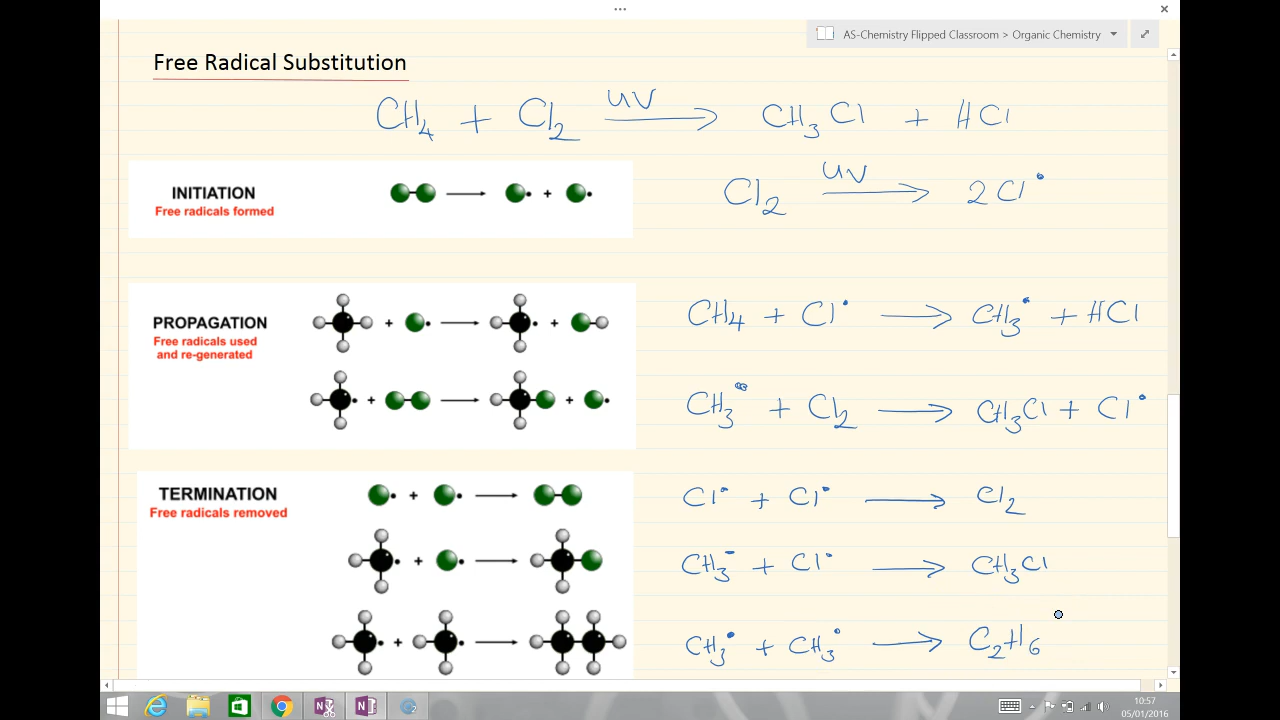 AS-Chemistry Flipped Classroom > Organic Chemistry
Free Radical Substitution
CH₄ + Cl₂ —UV→ CH₃Cl + HCl
INITIATION
Free radicals formed
+
Cl₂ —UV→ 2Cl•
PROPAGATION
Free radicals used
and re-generated
+ +
CH₄ + Cl• → CH₃• + HCl
+ +
CH₃• + Cl₂ → CH₃Cl + Cl•
TERMINATION
Free radicals removed
+
Cl• + Cl• → Cl₂
+
CH₃• + Cl• → CH₃Cl
+
CH₃• + CH₃• → C₂H₆
10:57
05/01/2016